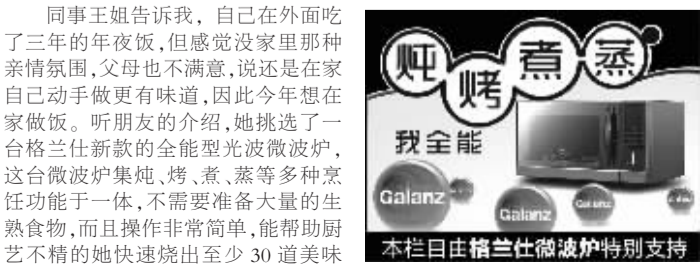 同事王姐告诉我，自己在外面吃
了三年的年夜饭，但感觉没家里那种
亲情氛围，父母也不满意，说还是在家
自己动手做更有味道，因此今年想在
家做饭。听朋友的介绍，她挑选了一
台格兰仕新款的全能型光波微波炉，
这台微波炉集炖、烤、煮、蒸等多种烹
饪功能于一体，不需要准备大量的生
熟食物，而且操作非常简单，能帮助厨
艺不精的她快速烧出至少 30 道美味
炖烤煮蒸
我全能
Galanz
Galanz
Galanz
本栏目由格兰仕微波炉特别支持